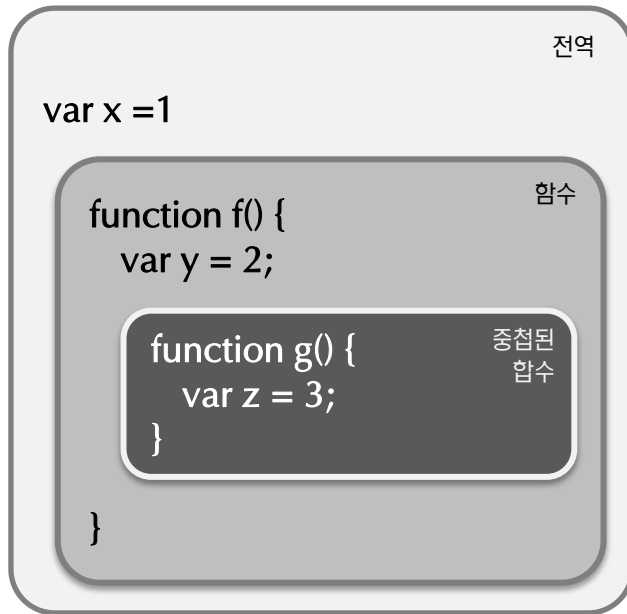 전역
var x =1
함수
function f() {
var y = 2;
중첩된
합수
function g() {
var z = 3;
}
}